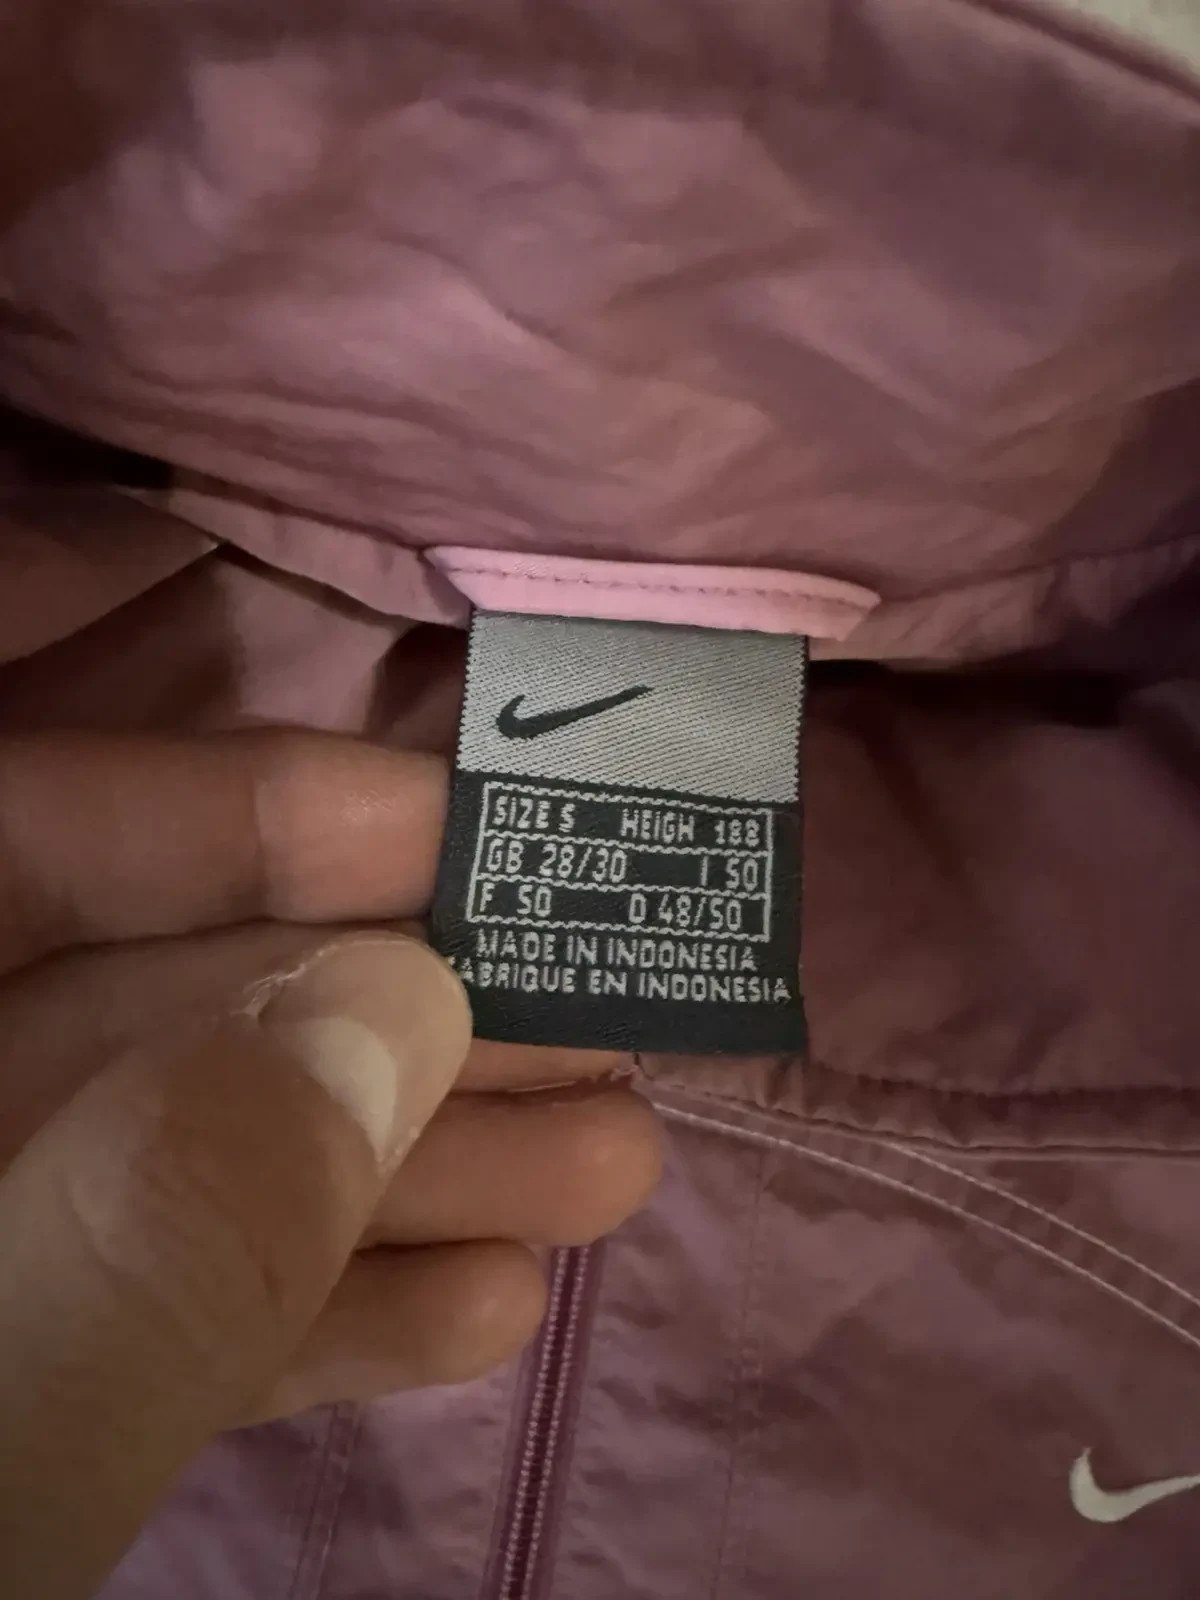 SIZE S HEIGH 188
GB 28/30 I 50
F 50 D 48/50
MADE IN INDONESIA
FABRIQUE EN INDONESIA